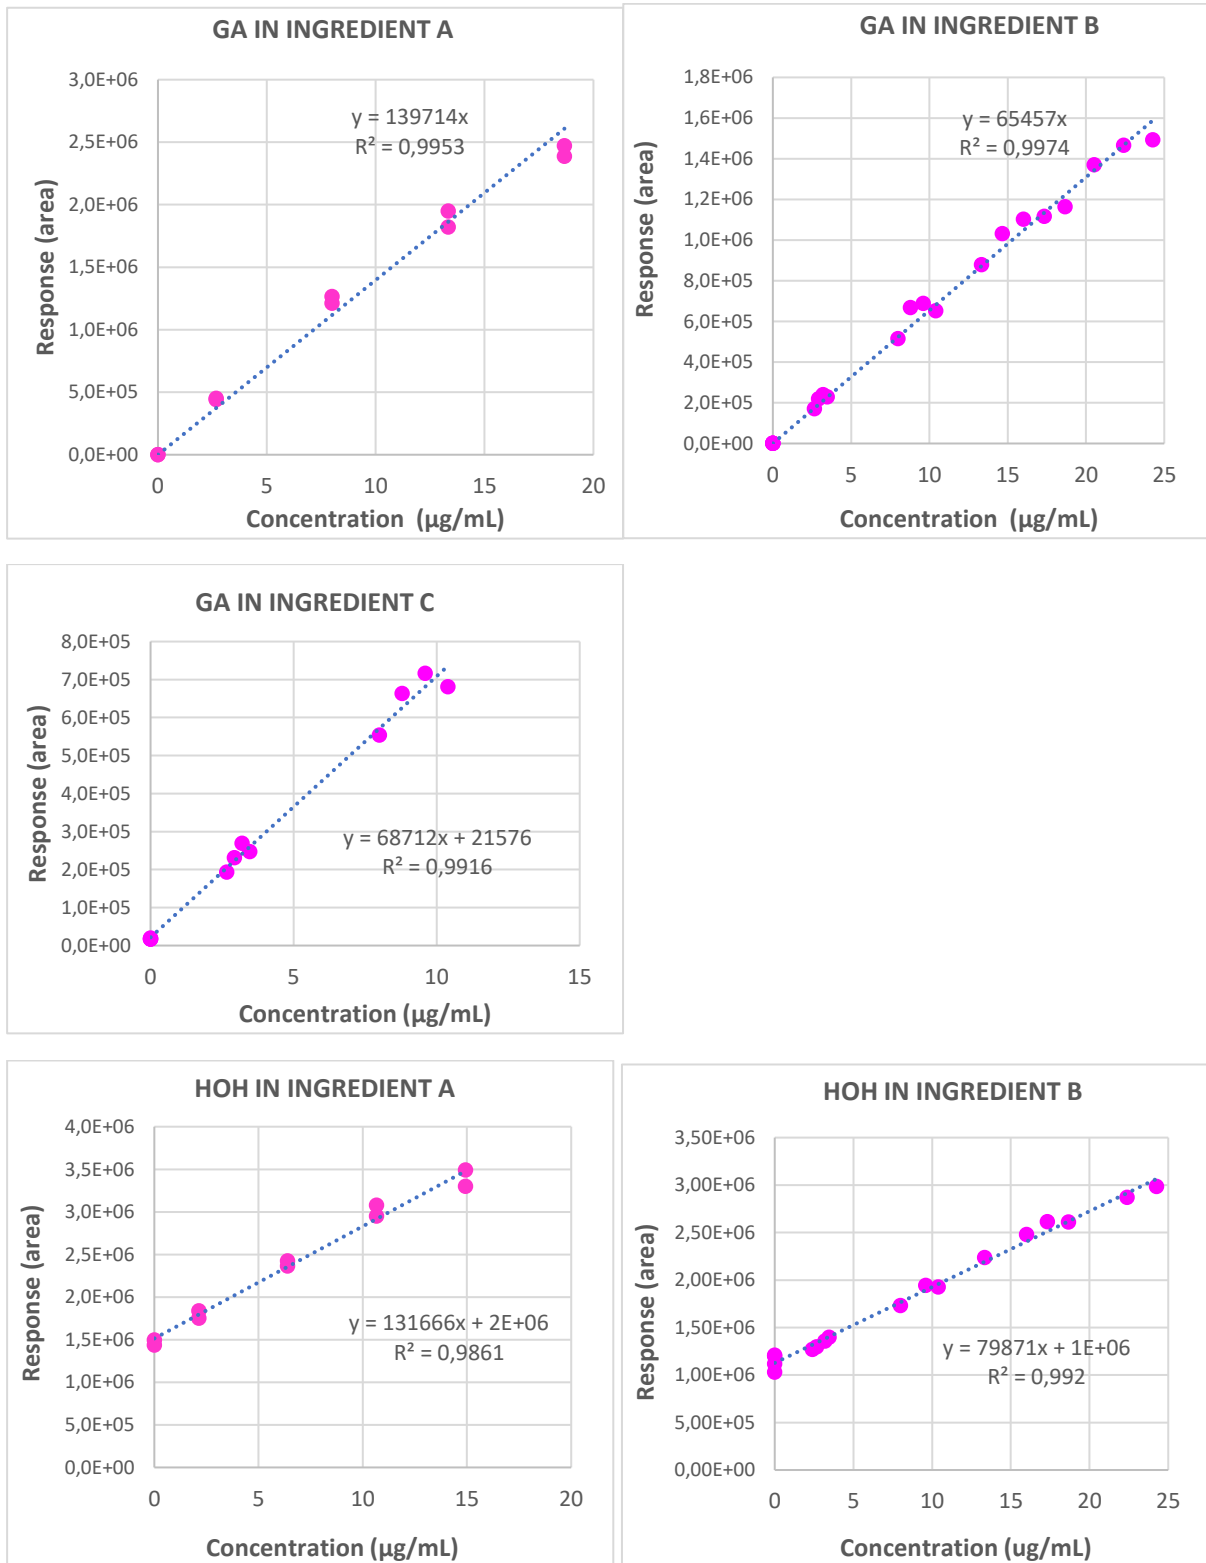 GA IN INGREDIENT A
3,0E+06
2,5E+06
2,0E+06
1,5E+06
1,0E+06
5,0E+05
0,0E+00
Response (area)
y = 139714x
R² = 0,9953
0 5 10 15 20
Concentration (µg/mL)
GA IN INGREDIENT B
1,8E+06
1,6E+06
1,4E+06
1,2E+06
1,0E+06
8,0E+05
6,0E+05
4,0E+05
2,0E+05
0,0E+00
Response (area)
y = 65457x
R² = 0,9974
0 5 10 15 20 25
Concentration (µg/mL)
GA IN INGREDIENT C
8,0E+05
7,0E+05
6,0E+05
5,0E+05
4,0E+05
3,0E+05
2,0E+05
1,0E+05
0,0E+00
Response (area)
y = 68712x + 21576
R² = 0,9916
0 5 10 15
Concentration (µg/mL)
HOH IN INGREDIENT A
4,0E+06
3,5E+06
3,0E+06
2,5E+06
2,0E+06
1,5E+06
1,0E+06
5,0E+05
0,0E+00
Response (area)
y = 131666x + 2E+06
R² = 0,9861
0 5 10 15 20
Concentration (µg/mL)
HOH IN INGREDIENT B
3,50E+06
3,00E+06
2,50E+06
2,00E+06
1,50E+06
1,00E+06
5,00E+05
0,00E+00
Response (area)
y = 79871x + 1E+06
R² = 0,992
0 5 10 15 20 25
Concentration (ug/mL)